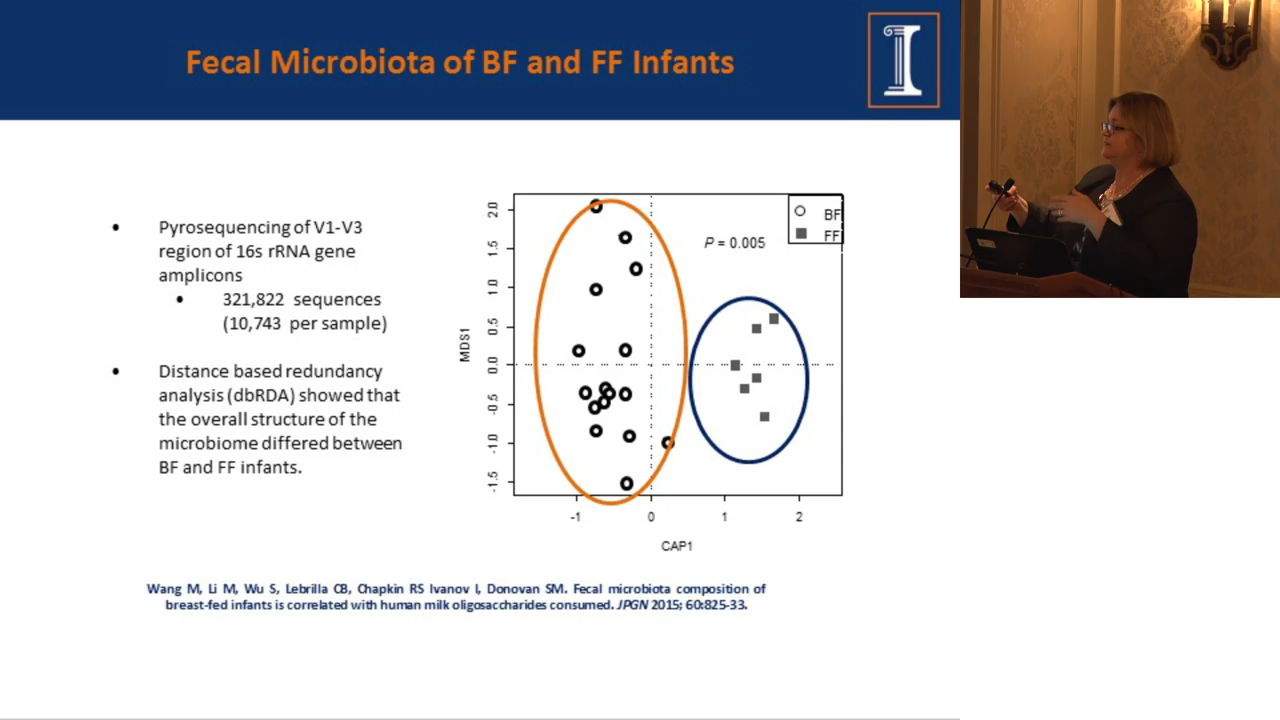 Fecal Microbiota of BF and FF Infants
• Pyrosequencing of V1-V3
region of 16s rRNA gene
amplicons
• 321,822 sequences
(10,743 per sample)
• Distance based redundancy
analysis (dbRDA) showed that
the overall structure of the
microbiome differed between
BF and FF infants.
BF
FF
P = 0.005
MDS1
2.0
1.5
1.0
0.5
0.0
-0.5
-1.0
-1.5
-1 0 1 2
CAP1
Wang M, Li M, Wu S, Lebrilla CB, Chapkin RS Ivanov I, Donovan SM. Fecal microbiota composition of
breast-fed infants is correlated with human milk oligosaccharides consumed. JPGN 2015; 60:825-33.